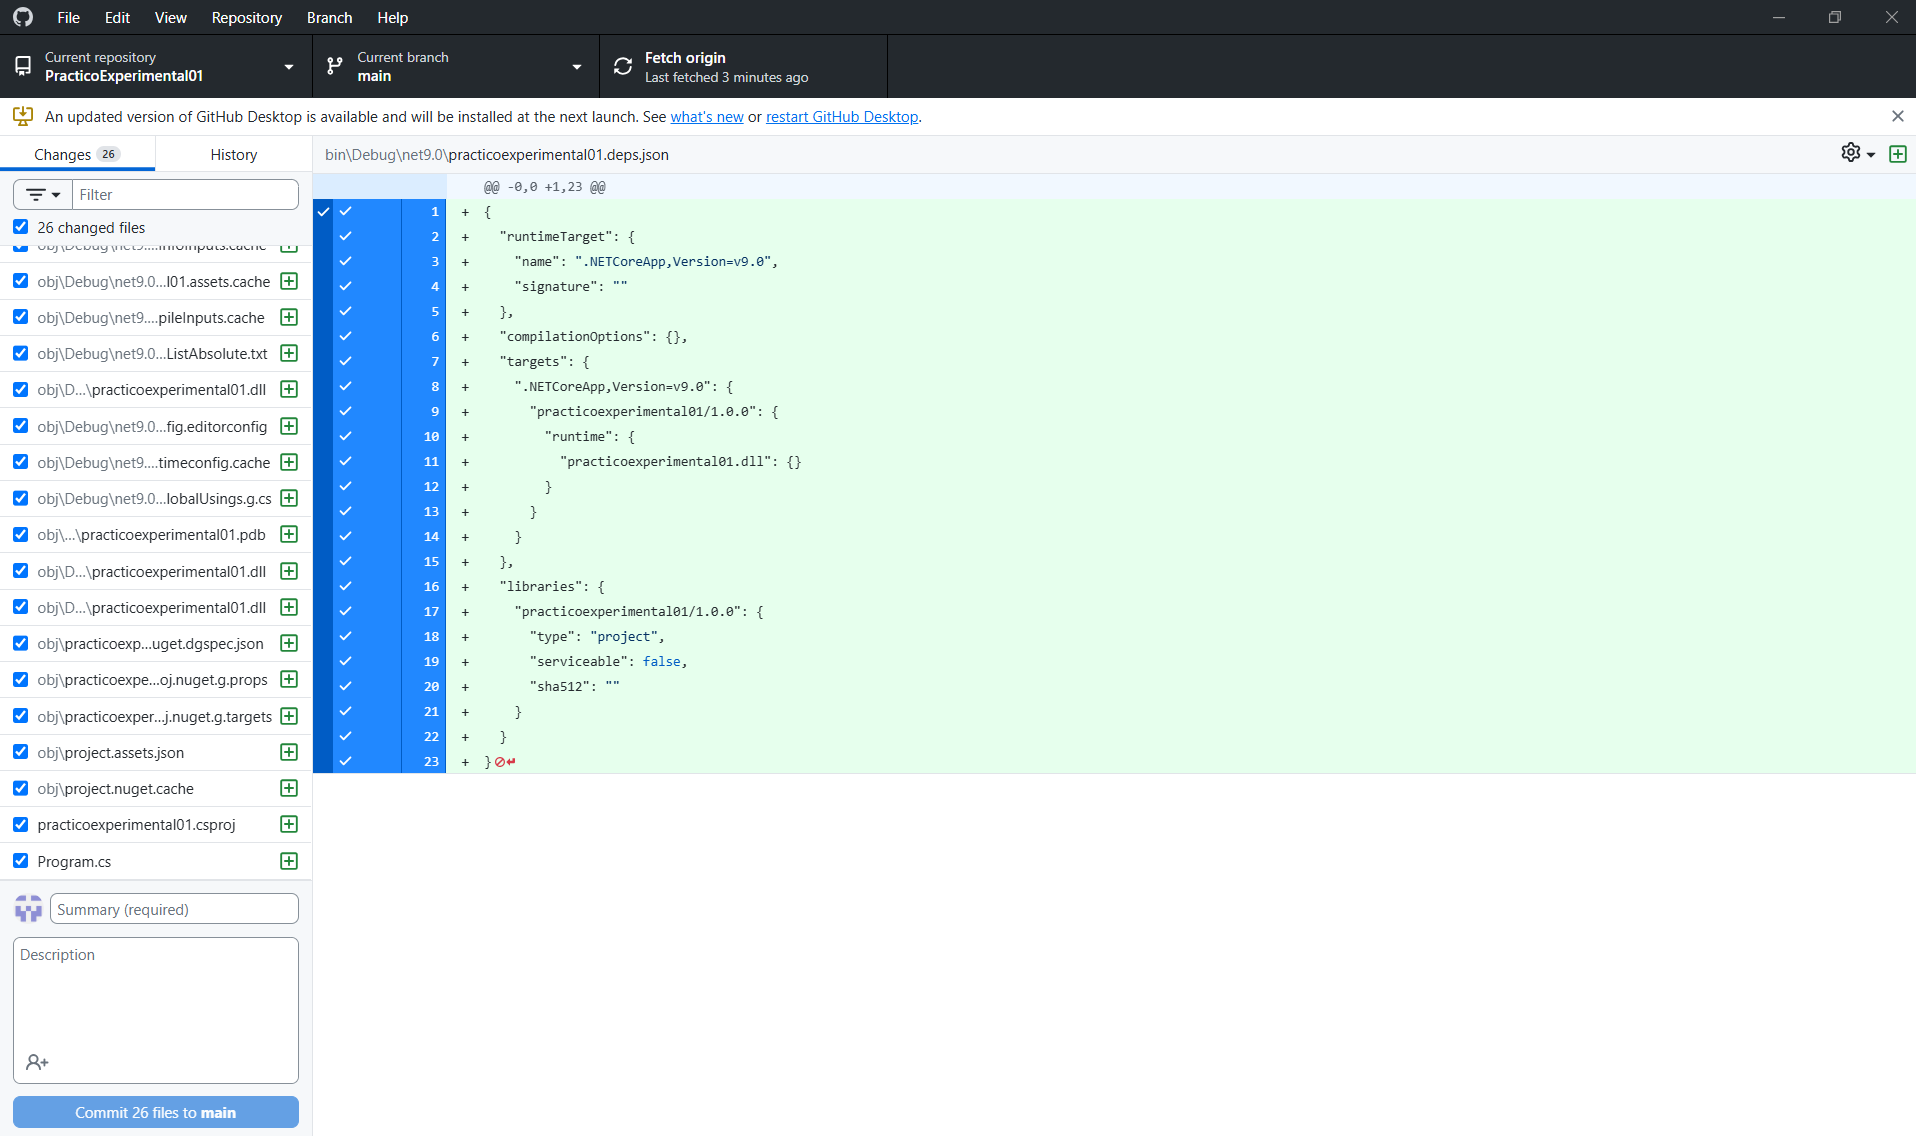 File Edit View Repository Branch Help
Current repository
PracticoExperimental01
Current branch
main
Fetch origin
Last fetched 3 minutes ago
An updated version of GitHub Desktop is available and will be installed at the next launch. See what's new or restart GitHub Desktop.
Changes 26
History
Filter
26 changed files
obj\Debug\net9.0...l01.assets.cache
obj\Debug\net9....pileInputs.cache
obj\Debug\net9.0...ListAbsolute.txt
obj\D...\practicoexperimental01.dll
obj\Debug\net9.0...fig.editorconfig
obj\Debug\net9....timeconfig.cache
obj\Debug\net9.0...lobalUsings.g.cs
obj\...\practicoexperimental01.pdb
obj\D...\practicoexperimental01.dll
obj\D...\practicoexperimental01.dll
obj\practicoexp...uget.dgspec.json
obj\practicoexpe...oj.nuget.g.props
obj\practicoexper...j.nuget.g.targets
obj\project.assets.json
obj\project.nuget.cache
practicoexperimental01.csproj
Program.cs
Summary (required)
Description
Commit 26 files to main
bin\Debug\net9.0\practicoexperimental01.deps.json
@@ -0,0 +1,23 @@
1 + {
2 + "runtimeTarget": {
3 + "name": ".NETCoreApp,Version=v9.0",
4 + "signature": ""
5 + },
6 + "compilationOptions": {},
7 + "targets": {
8 + ".NETCoreApp,Version=v9.0": {
9 + "practicoexperimental01/1.0.0": {
10 + "runtime": {
11 + "practicoexperimental01.dll": {}
12 + }
13 + }
14 + }
15 + },
16 + "libraries": {
17 + "practicoexperimental01/1.0.0": {
18 + "type": "project",
19 + "serviceable": false,
20 + "sha512": ""
21 + }
22 + }
23 + }